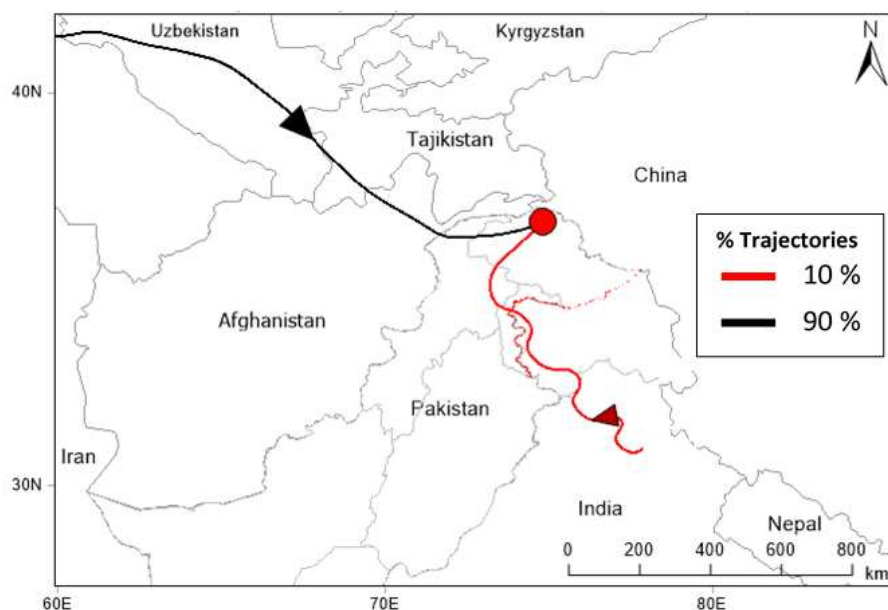 Uzbekistan
Kyrgyzstan
N
40N
Tajikistan
China
% Trajectories
10 %
90 %
Afghanistan
Pakistan
Iran
30N
India
Nepal
0 200 400 600 800
km
60E 70E 80E